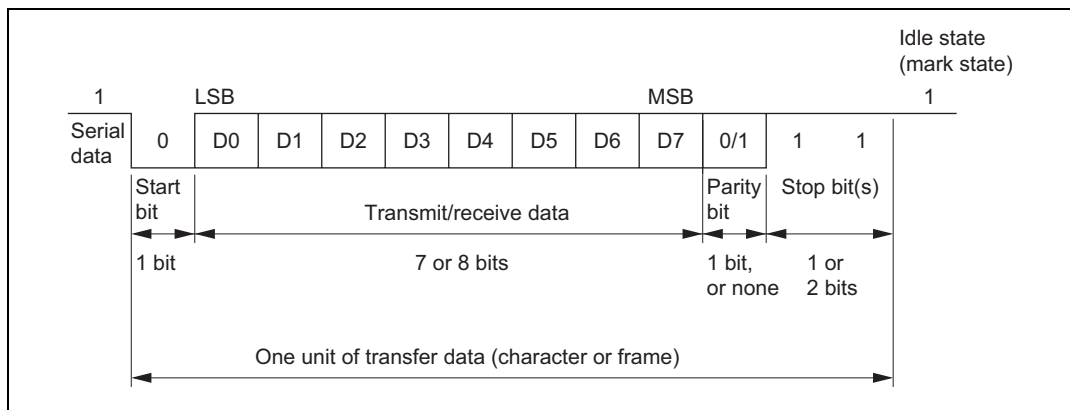 Idle state
(mark state)
1 LSB MSB 1
Serial
data
0 D0 D1 D2 D3 D4 D5 D6 D7 0/1 1 1
Start
bit
Transmit/receive data
Parity
bit
Stop bit(s)
1 bit
7 or 8 bits
1 bit,
or none
1 or
2 bits
One unit of transfer data (character or frame)